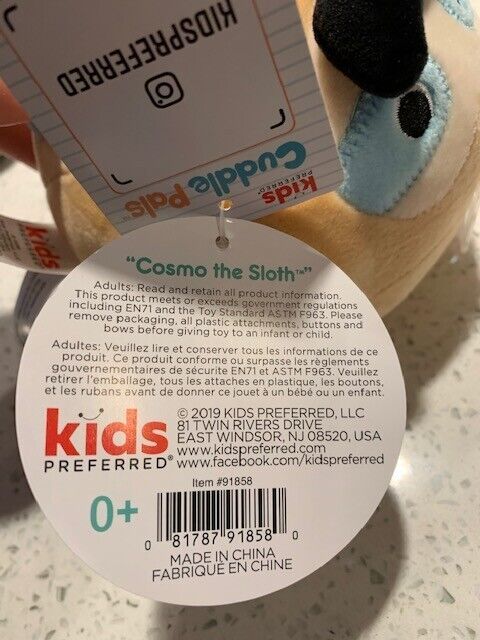 KIDSPREFERRED
Cuddle Pals™
kids
PREFERRED
kids
"Cosmo the Sloth™"
Adults: Read and retain all product information.
This product meets or exceeds government regulations
including EN71 and the Toy Standard ASTM F963. Please
remove packaging, all plastic attachments, buttons and
bows before giving toy to an infant or child.
Adultes: Veuillez lire et conserver tous les informations de ce
produit. Ce produit conforme ou surpasse les règlements
gouvernementaires de sécurite EN71 et ASTM F963. Veuillez
retirer l'emballage, tous les attaches en plastique, les boutons,
et les rubans avant de donner ce jouet à un bébé ou un enfant.
kids
PREFERRED®
© 2019 KIDS PREFERRED, LLC
81 TWIN RIVERS DRIVE
EAST WINDSOR, NJ 08520, USA
www.kidspreferred.com
www.facebook.com/kidspreferred
Item #91858
0+
0 81787 91858 0
MADE IN CHINA
FABRIQUÉ EN CHINE